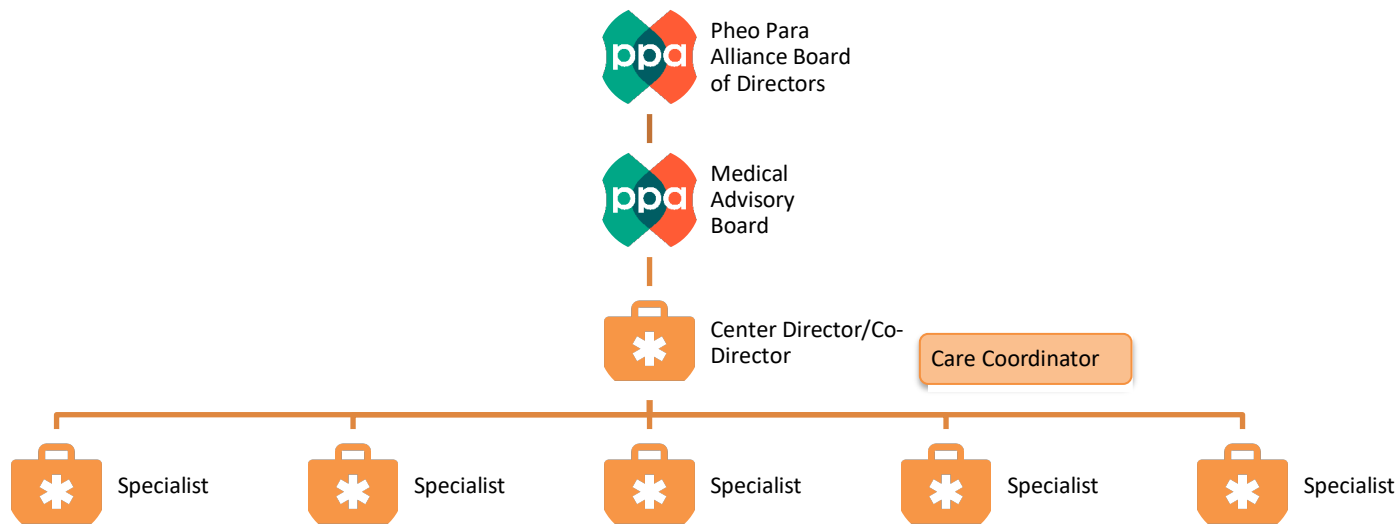 ppa
Pheo Para
Alliance Board
of Directors
ppa
Medical
Advisory
Board
Center Director/Co-
Director
Care Coordinator
Specialist
Specialist
Specialist
Specialist
Specialist